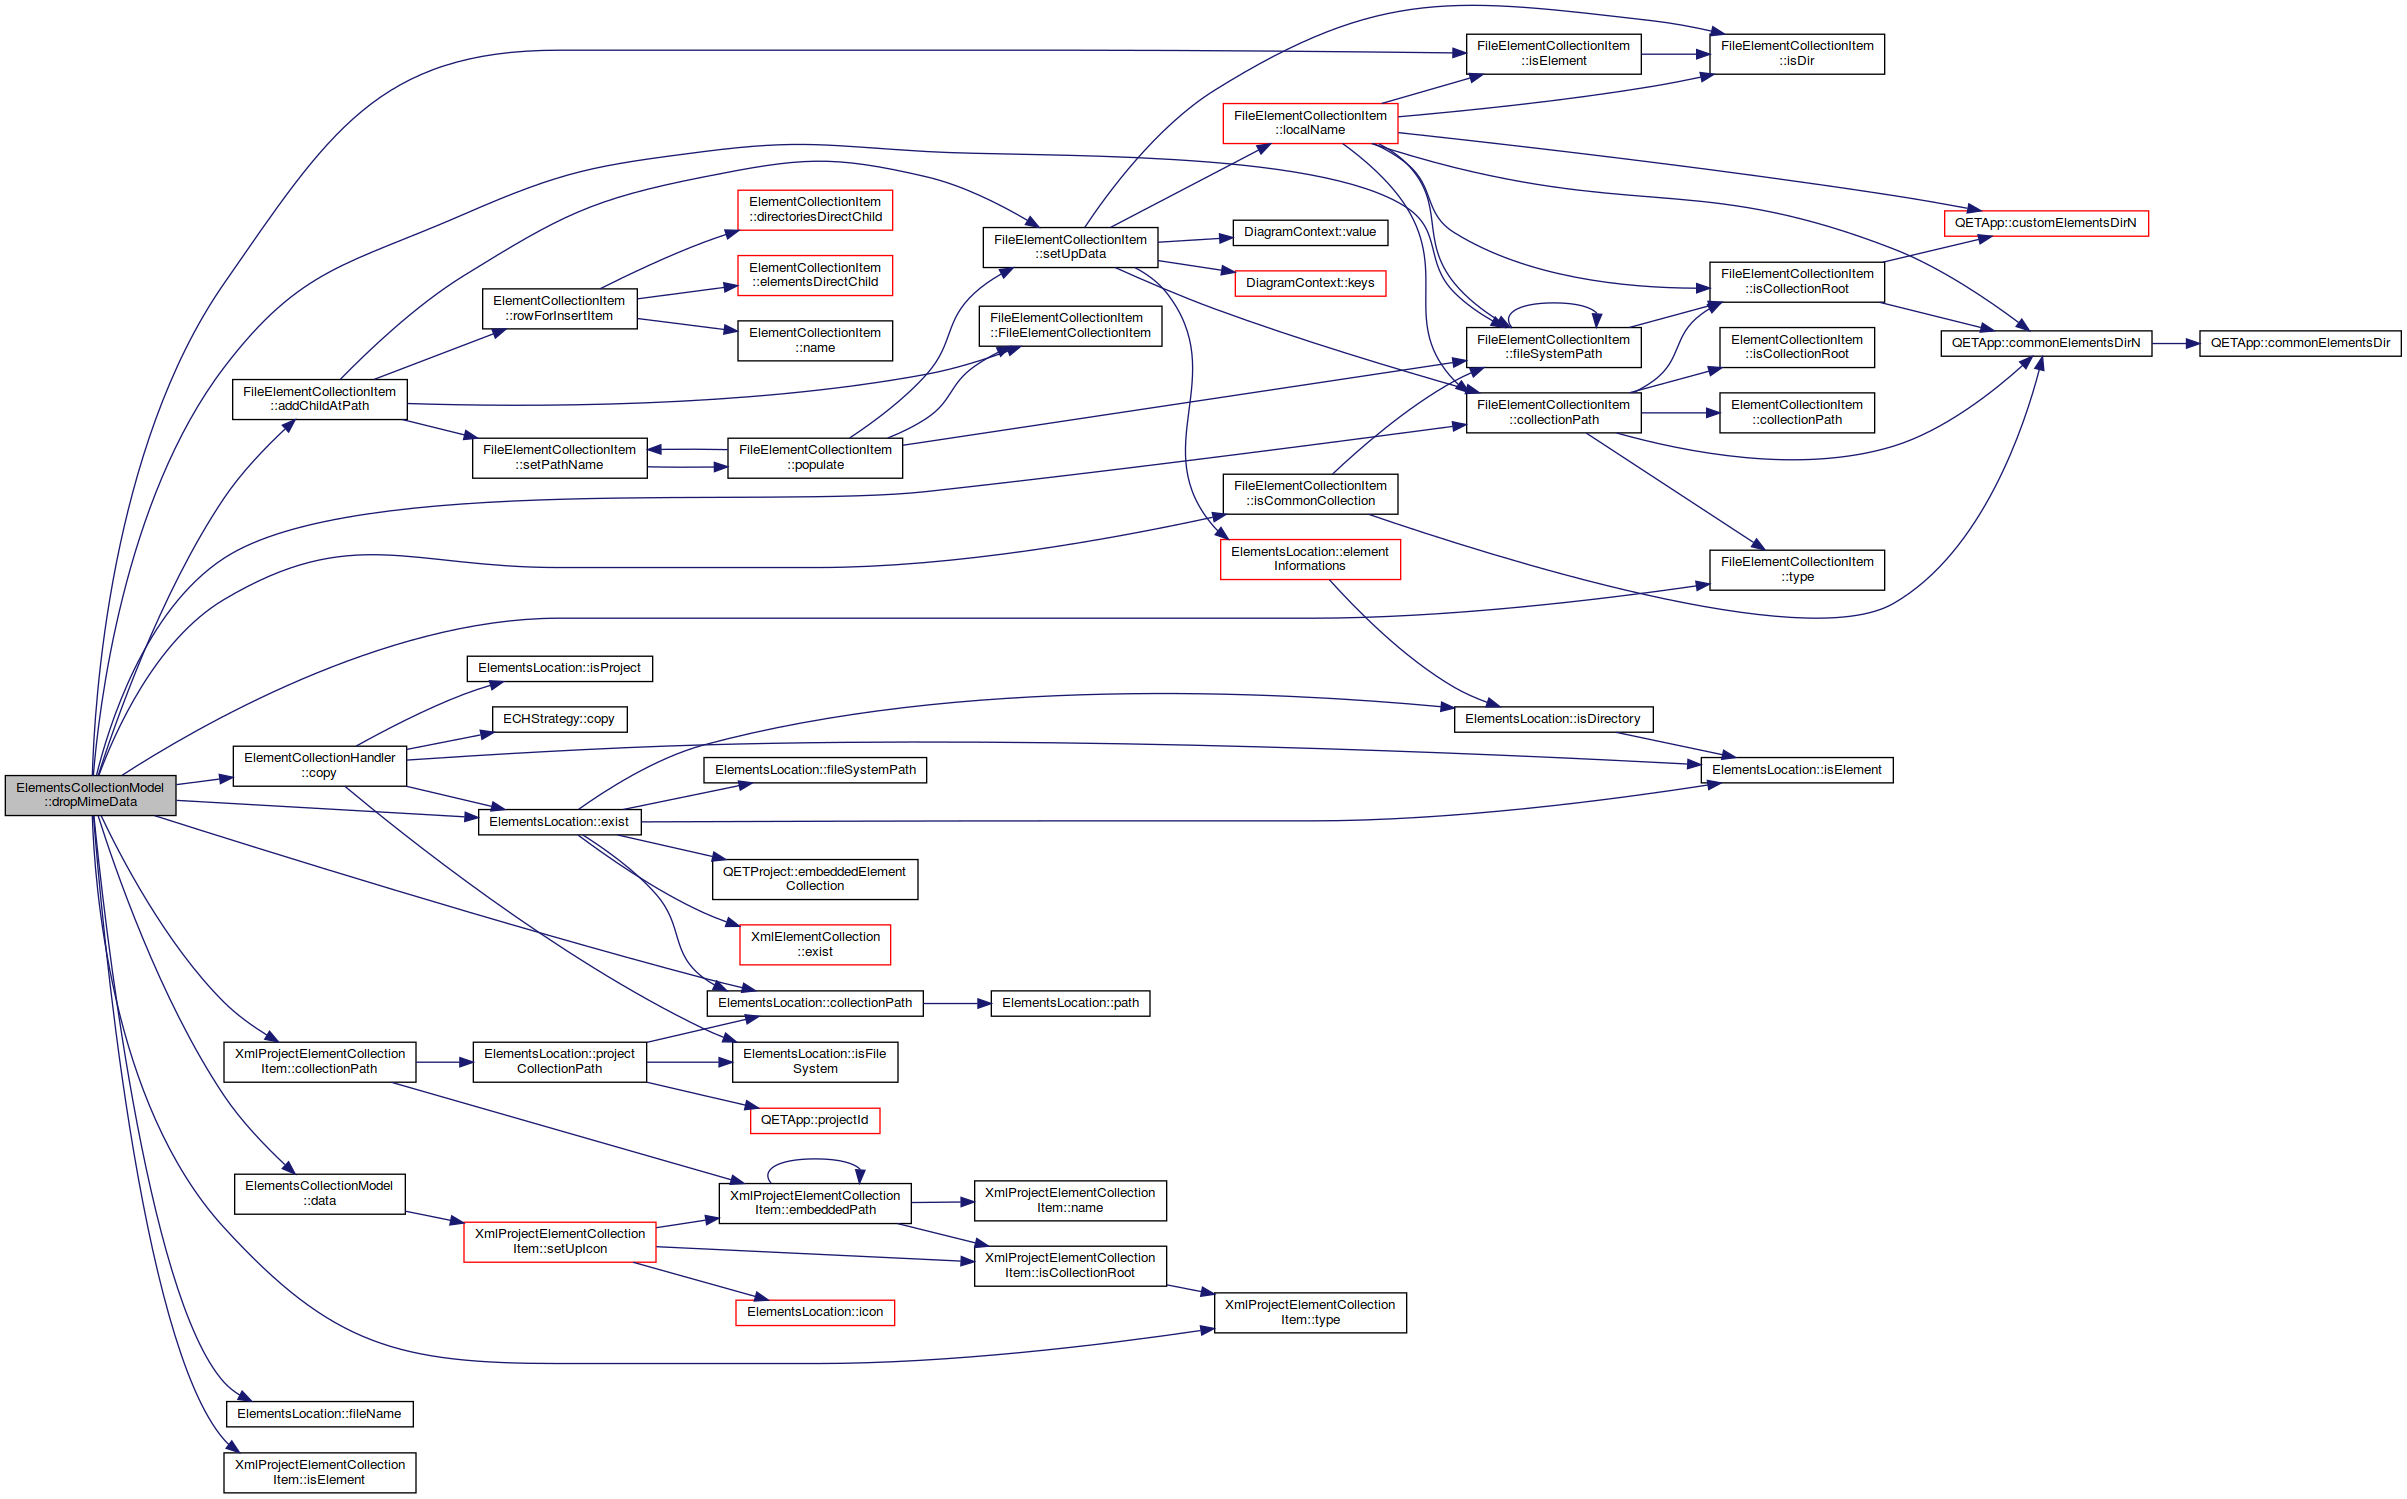 FileElementCollectionItem
::isElement
FileElementCollectionItem
::isDir
FileElementCollectionItem
::localName
ElementCollectionItem
::directoriesDirectChild
QETApp::customElementsDirN
FileElementCollectionItem
::setUpData
DiagramContext::value
ElementCollectionItem
::elementsDirectChild
DiagramContext::keys
FileElementCollectionItem
::isCollectionRoot
ElementCollectionItem
::rowForInsertItem
FileElementCollectionItem
::FileElementCollectionItem
ElementCollectionItem
::name
FileElementCollectionItem
::fileSystemPath
ElementCollectionItem
::isCollectionRoot
QETApp::commonElementsDirN
QETApp::commonElementsDir
FileElementCollectionItem
::addChildAtPath
FileElementCollectionItem
::collectionPath
ElementCollectionItem
::collectionPath
FileElementCollectionItem
::setPathName
FileElementCollectionItem
::populate
FileElementCollectionItem
::isCommonCollection
ElementsLocation::element
Informations
FileElementCollectionItem
::type
ElementsLocation::isProject
ECHStrategy::copy
ElementsLocation::isDirectory
ElementCollectionHandler
::copy
ElementsLocation::fileSystemPath
ElementsLocation::isElement
ElementsCollectionModel
::dropMimeData
ElementsLocation::exist
QETProject::embeddedElement
Collection
XmlElementCollection
::exist
ElementsLocation::collectionPath
ElementsLocation::path
XmlProjectElementCollection
Item::collectionPath
ElementsLocation::project
CollectionPath
ElementsLocation::isFile
System
QETApp::projectId
ElementsCollectionModel
::data
XmlProjectElementCollection
Item::embeddedPath
XmlProjectElementCollection
Item::name
XmlProjectElementCollection
Item::setUpIcon
XmlProjectElementCollection
Item::isCollectionRoot
ElementsLocation::icon
XmlProjectElementCollection
Item::type
ElementsLocation::fileName
XmlProjectElementCollection
Item::isElement